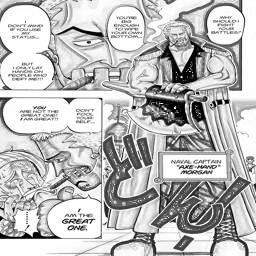 WHY
SHOULD I
FIGHT
YOUR
BATTLES?
YOU'RE
BIG
ENOUGH
TO WIPE
YOUR OWN
BOTTOM...
DON'T MIND
IF YOU USE
MY
STATUS...
BUT
I ONLY LAY
HANDS ON
PEOPLE WHO
DEFY ME!!!
NAVAL CAPTAIN
"AXE-HAND"
MORGAN
DON'T
FOOL
YOUR-
SELF...
YOU
ARE NOT THE
GREAT ONE!
I AM GREAT!!
I
AM THE
GREAT
ONE.